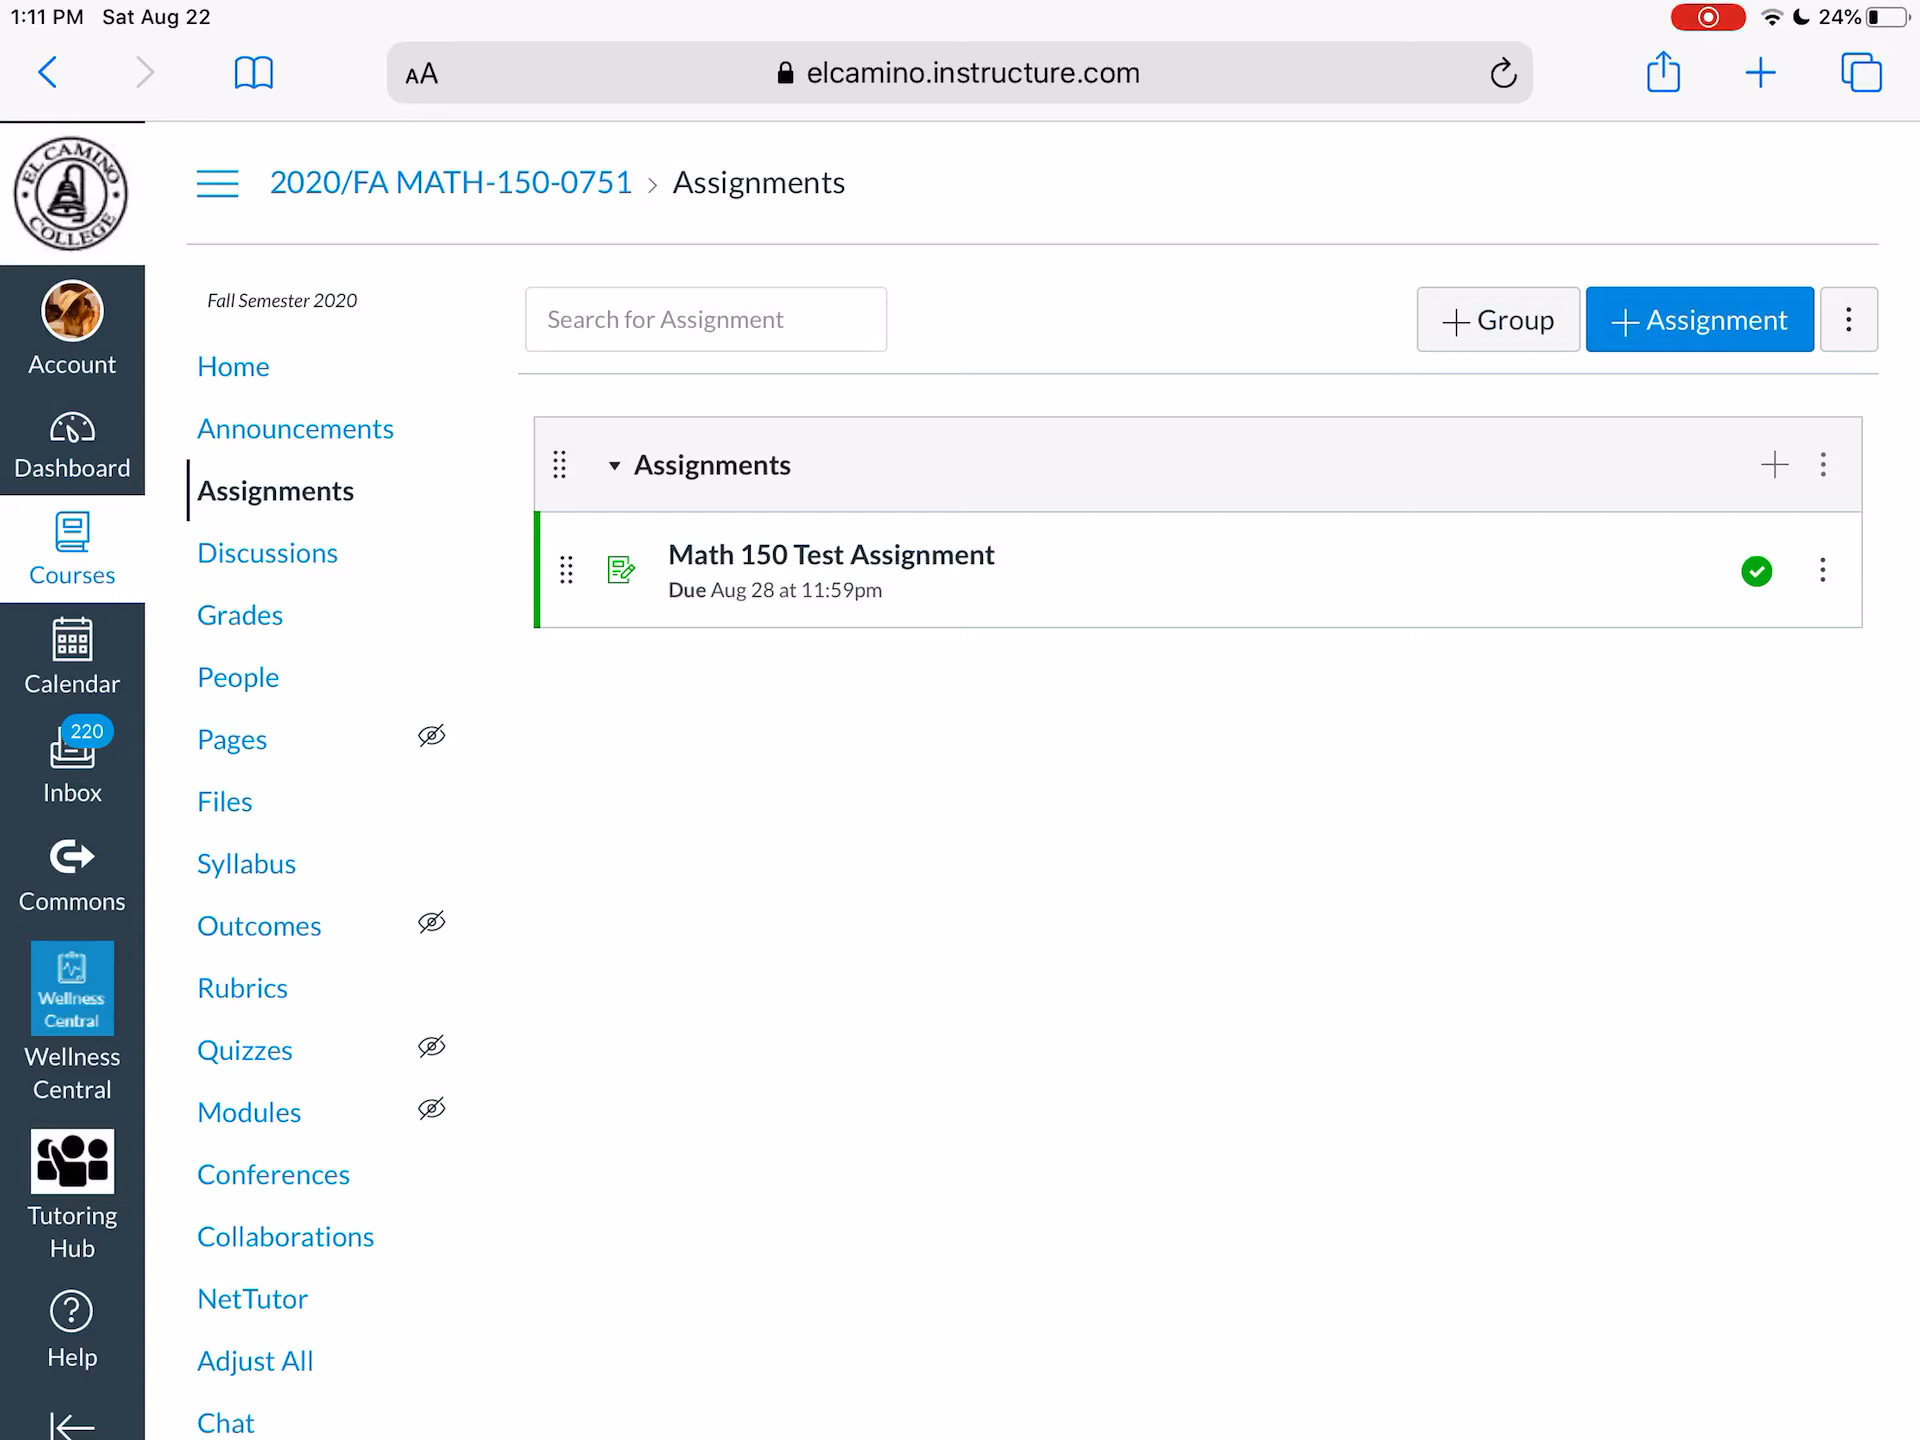 1:11 PM Sat Aug 22
24%
AA
elcamino.instructure.com
EL CAMINO
COLLEGE
2020/FA MATH-150-0751 › Assignments
Fall Semester 2020
Account
Dashboard
Courses
Calendar
220
Inbox
Commons
Wellness
Central
Wellness
Central
Tutoring
Hub
Help
Home
Announcements
Assignments
Discussions
Grades
People
Pages
Files
Syllabus
Outcomes
Rubrics
Quizzes
Modules
Conferences
Collaborations
NetTutor
Adjust All
Chat
Search for Assignment
+ Group
+ Assignment
Assignments
Math 150 Test Assignment
Due Aug 28 at 11:59pm